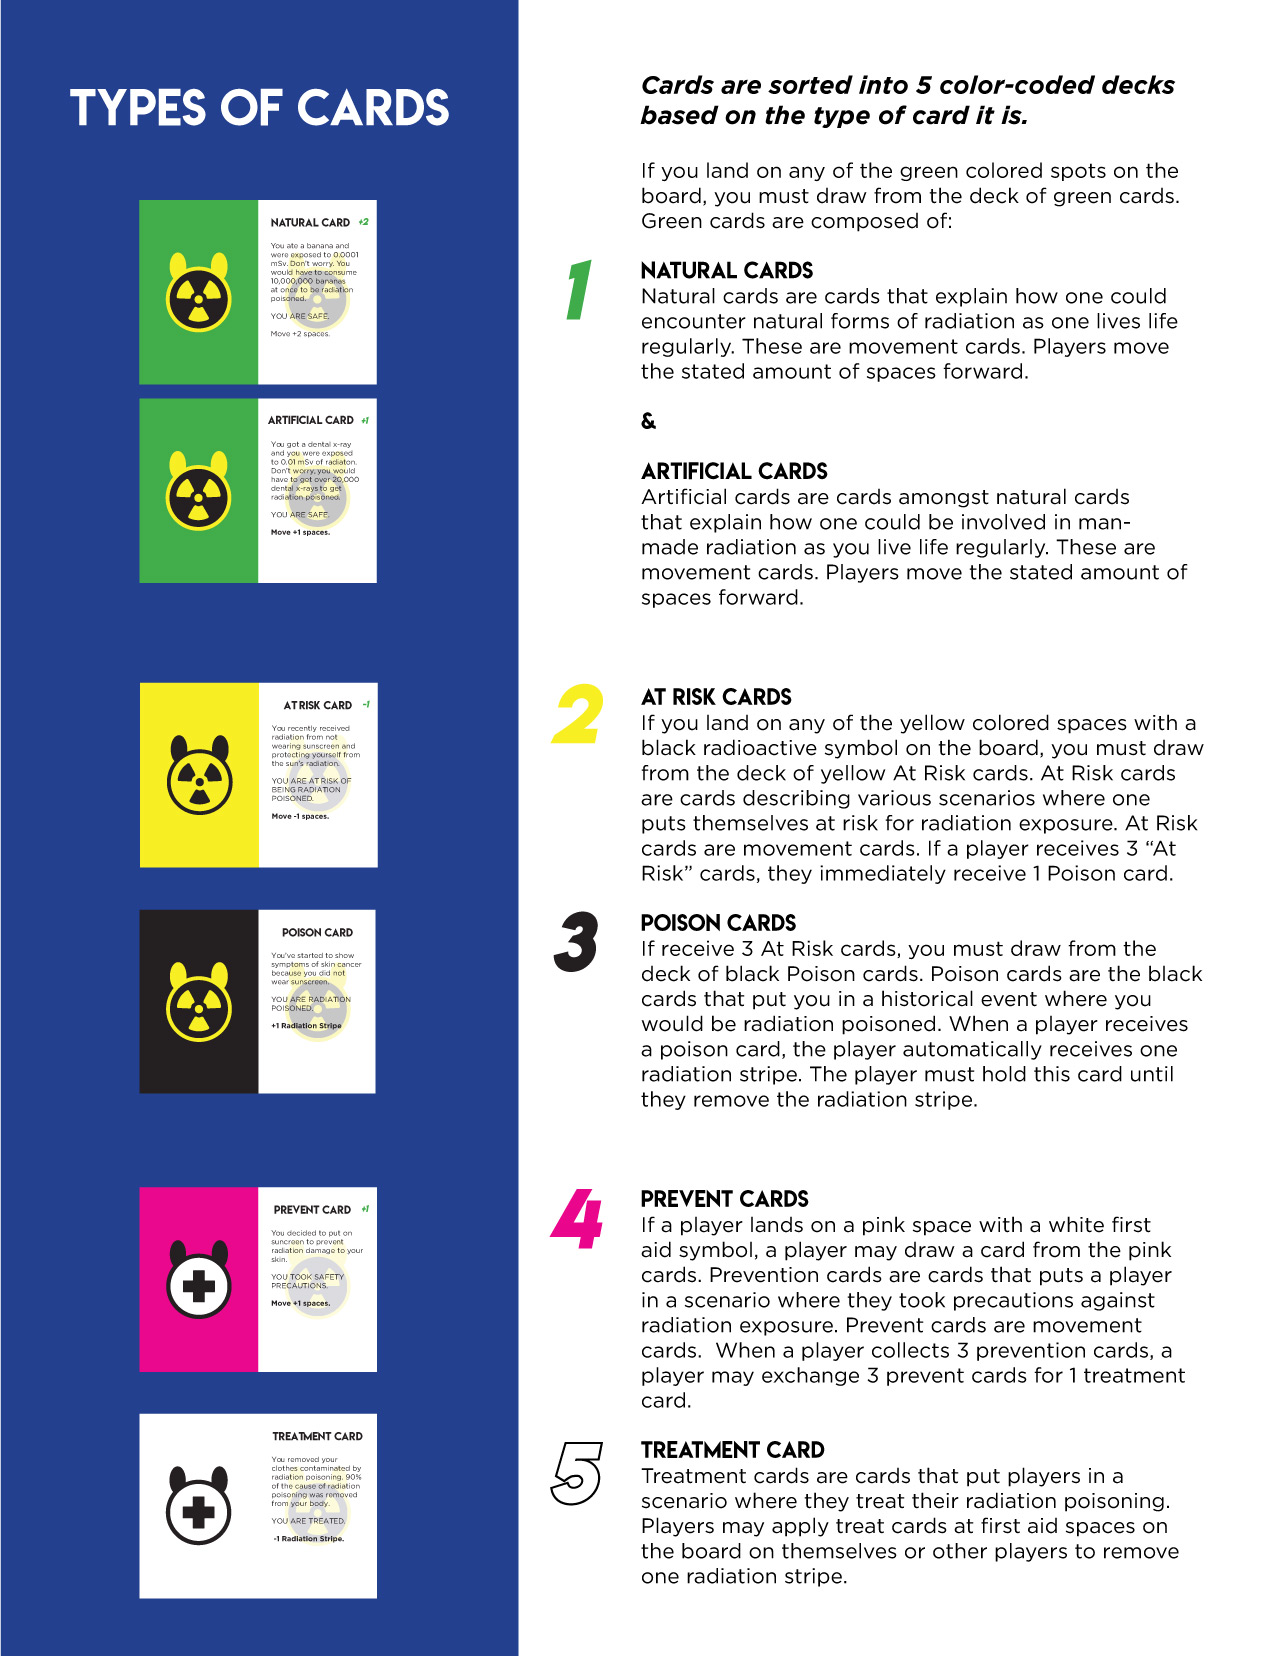 TYPES OF CARDS
NATURAL CARD +2
You ate a banana and
were exposed to 0.0001
mSv. Don't worry. You
would have to consume
10,000,000 bananas
at once to be radiation
poisoned.
YOU ARE SAFE.
Move +2 spaces.
ARTIFICIAL CARD +1
You got a dental x-ray
and you were exposed
to 0.01 mSv of radiaton.
Don't worry, you would
have to got over 20,000
dental x-rays to get
radiation poisoned.
YOU ARE SAFE.
Move +1 spaces.
AT RISK CARD -1
You recently received
radiation from not
wearing sunscreen and
protecting yourself from
the sun's radiation.
YOU ARE AT RISK OF
BEING RADIATION
POISONED.
Move -1 spaces.
POISON CARD
You've started to show
symptoms of skin cancer
because you did not
wear sunscreen.
YOU ARE RADIATION
POISONED.
+1 Radiation Stripe
PREVENT CARD +1
You decided to put on
suncreen to prevent
radiation damage to your
skin.
YOU TOOK SAFETY
PRECAUTIONS.
Move +1 spaces.
TREATMENT CARD
You removed your
clothes contaminated by
radiation poisoning. 90%
of the cause of radiation
poisoning was removed
from your body.
YOU ARE TREATED.
-1 Radiation Stripe.
Cards are sorted into 5 color-coded decks
based on the type of card it is.
If you land on any of the green colored spots on the
board, you must draw from the deck of green cards.
Green cards are composed of:
1
NATURAL CARDS
Natural cards are cards that explain how one could
encounter natural forms of radiation as one lives life
regularly. These are movement cards. Players move
the stated amount of spaces forward.
&
ARTIFICIAL CARDS
Artificial cards are cards amongst natural cards
that explain how one could be involved in man-
made radiation as you live life regularly. These are
movement cards. Players move the stated amount of
spaces forward.
2
AT RISK CARDS
If you land on any of the yellow colored spaces with a
black radioactive symbol on the board, you must draw
from the deck of yellow At Risk cards. At Risk cards
are cards describing various scenarios where one
puts themselves at risk for radiation exposure. At Risk
cards are movement cards. If a player receives 3 “At
Risk” cards, they immediately receive 1 Poison card.
3
POISON CARDS
If receive 3 At Risk cards, you must draw from the
deck of black Poison cards. Poison cards are the black
cards that put you in a historical event where you
would be radiation poisoned. When a player receives
a poison card, the player automatically receives one
radiation stripe. The player must hold this card until
they remove the radiation stripe.
4
PREVENT CARDS
If a player lands on a pink space with a white first
aid symbol, a player may draw a card from the pink
cards. Prevention cards are cards that puts a player
in a scenario where they took precautions against
radiation exposure. Prevent cards are movement
cards.  When a player collects 3 prevention cards, a
player may exchange 3 prevent cards for 1 treatment
card.
5
TREATMENT CARD
Treatment cards are cards that put players in a
scenario where they treat their radiation poisoning.
Players may apply treat cards at first aid spaces on
the board on themselves or other players to remove
one radiation stripe.